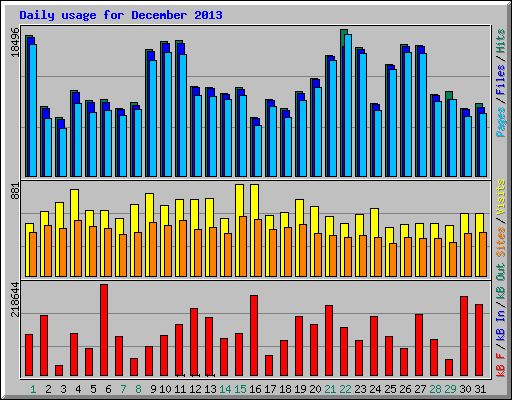 Daily usage for December 2013
18496
Pages / Files / Hits
881
Sites / Visits
218644
kB F / kB In / kB Out
1 2 3 4 5 6 7 8 9 10 11 12 13 14 15 16 17 18 19 20 21 22 23 24 25 26 27 28 29 30 31